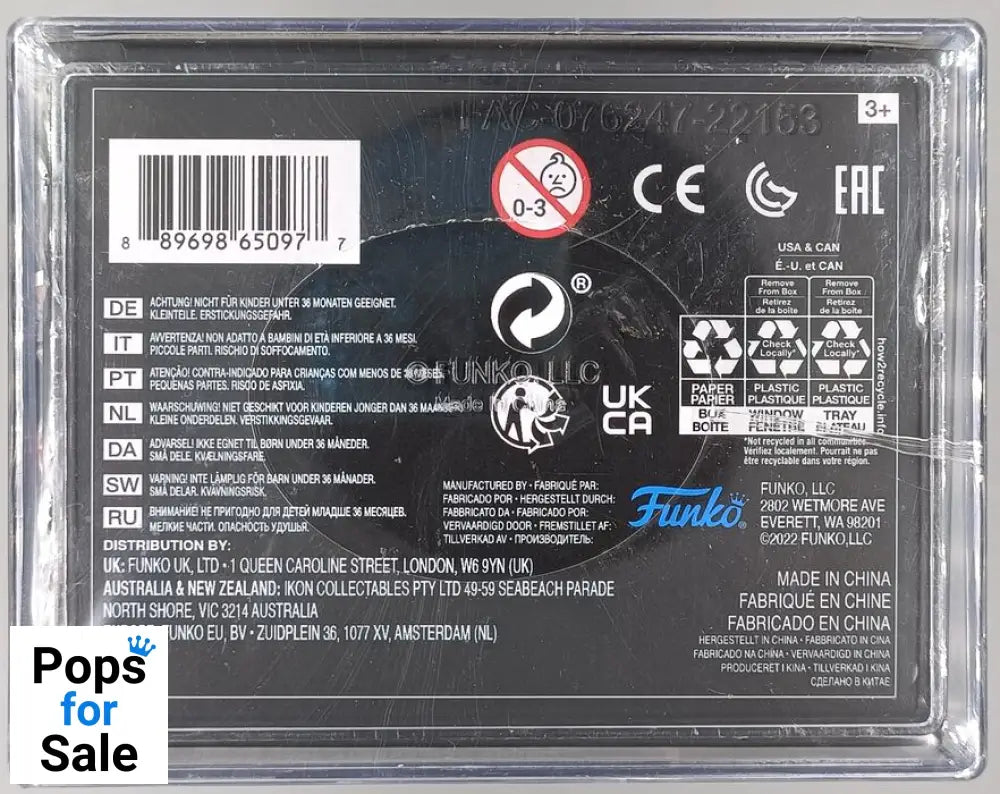 FAC-076247-22153
3+
8 89698 65097 7
0-3
CE
EAC
USA & CAN
É.-U. et CAN
Remove From Box
Retirez de la boîte
Remove From Box
Retirez de la boîte
Check Locally*
Check Locally*
PAPER PAPIER
PLASTIC PLASTIQUE
PLASTIC PLASTIQUE
BOX BOÎTE
WINDOW FENÊTRE
TRAY PLATEAU
how2recycle.info
*Not recycled in all communities.
Vérifiez localement. Pourrait ne pas
être recyclable dans votre région.
®
UK
CA
© FUNKO, LLC
Made in China
DE ACHTUNG! NICHT FÜR KINDER UNTER 36 MONATEN GEEIGNET.
KLEINTEILE. ERSTICKUNGSGEFAHR.
IT AVVERTENZA! NON ADATTO A BAMBINI DI ETÀ INFERIORE A 36 MESI.
PICCOLE PARTI. RISCHIO DI SOFFOCAMENTO.
PT ATENÇÃO! CONTRA-INDICADO PARA CRIANÇAS COM MENOS DE 36 MESES.
PEQUENAS PARTES. RISCO DE ASFIXIA.
NL WAARSCHUWING! NIET GESCHIKT VOOR KINDEREN JONGER DAN 36 MAANDEN.
KLEINE ONDERDELEN. VERSTIKKINGSGEVAAR.
DA ADVARSEL! IKKE EGNET TIL BØRN UNDER 36 MÅNEDER.
SMÅ DELE. KVÆLNINGSFARE.
SW VARNING! INTE LÄMPLIG FÖR BARN UNDER 36 MÅNADER.
SMÅ DELAR. KVÄVNINGSRISK.
RU ВНИМАНИЕ! НЕ ПРИГОДНО ДЛЯ ДЕТЕЙ МЛАДШЕ 36 МЕСЯЦЕВ.
МЕЛКИЕ ЧАСТИ. ОПАСНОСТЬ УДУШЬЯ.
MANUFACTURED BY • FABRIQUÉ PAR:
FABRICADO POR • HERGESTELLT DURCH:
FABBRICATO DA • FABRICADO POR:
VERVAARDIGD DOOR • FREMSTILLET AF:
TILLVERKAD AV • ПРОИЗВОДИТЕЛЬ:
Funko®
FUNKO, LLC
2802 WETMORE AVE
EVERETT, WA 98201
©2022 FUNKO,LLC
DISTRIBUTION BY:
UK: FUNKO UK, LTD • 1 QUEEN CAROLINE STREET, LONDON, W6 9YN (UK)
AUSTRALIA & NEW ZEALAND: IKON COLLECTABLES PTY LTD 49-59 SEABEACH PARADE
NORTH SHORE, VIC 3214 AUSTRALIA
FUNKO EU, BV • ZUIDPLEIN 36, 1077 XV, AMSTERDAM (NL)
MADE IN CHINA
FABRIQUÉ EN CHINE
FABRICADO EN CHINA
HERGESTELLT IN CHINA • FABBRICATO IN CINA
FABRICADO NA CHINA • VERVAARDIGD IN CHINA
PRODUCERET I KINA • TILLVERKAD I KINA
СДЕЛАНО В КИТАЕ
Pops
for
Sale